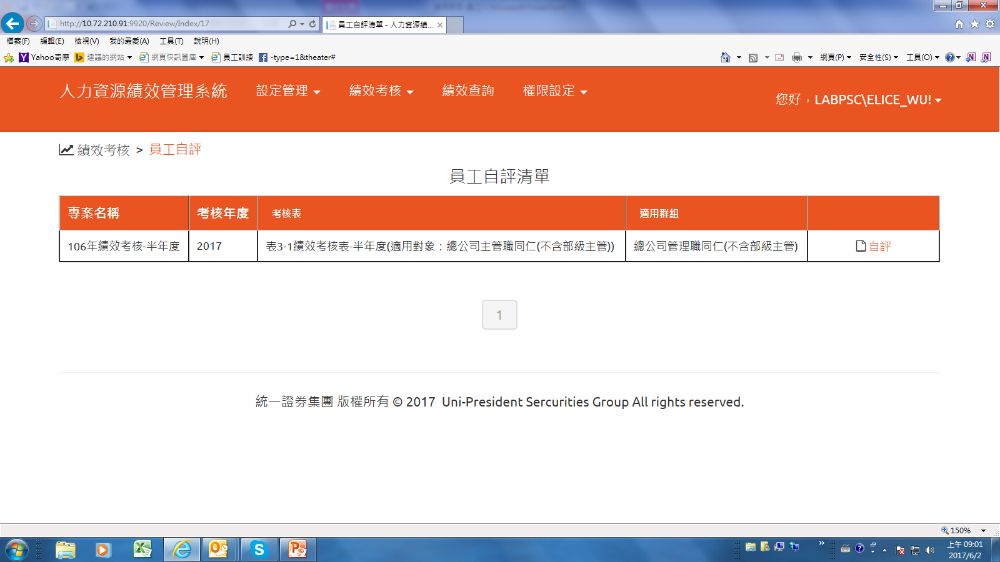 http://10.72.210.91:9920/Review/Index/17
員工自評清單 - 人力資源績...
檔案(F) 編輯(E) 檢視(V) 我的最愛(A) 工具(T) 說明(H)
Yahoo奇摩 建議的網站 網頁快訊圖庫 員工訓練 -type=1&theater#
網頁(P) 安全性(S) 工具(O)
人力資源績效管理系統 設定管理 績效考核 績效查詢 權限設定
您好，LABPSC\ELICE_WU!
績效考核 > 員工自評
員工自評清單
專案名稱 考核年度 考核表 適用群組
106年績效考核-半年度 2017 表3-1績效考核表-半年度(適用對象：總公司主管職同仁(不含部級主管)) 總公司管理職同仁(不含部級主管) 自評
1
統一證券集團 版權所有 © 2017 Uni-President Sercurities Group All rights reserved.
150%
上午 09:01
2017/6/2